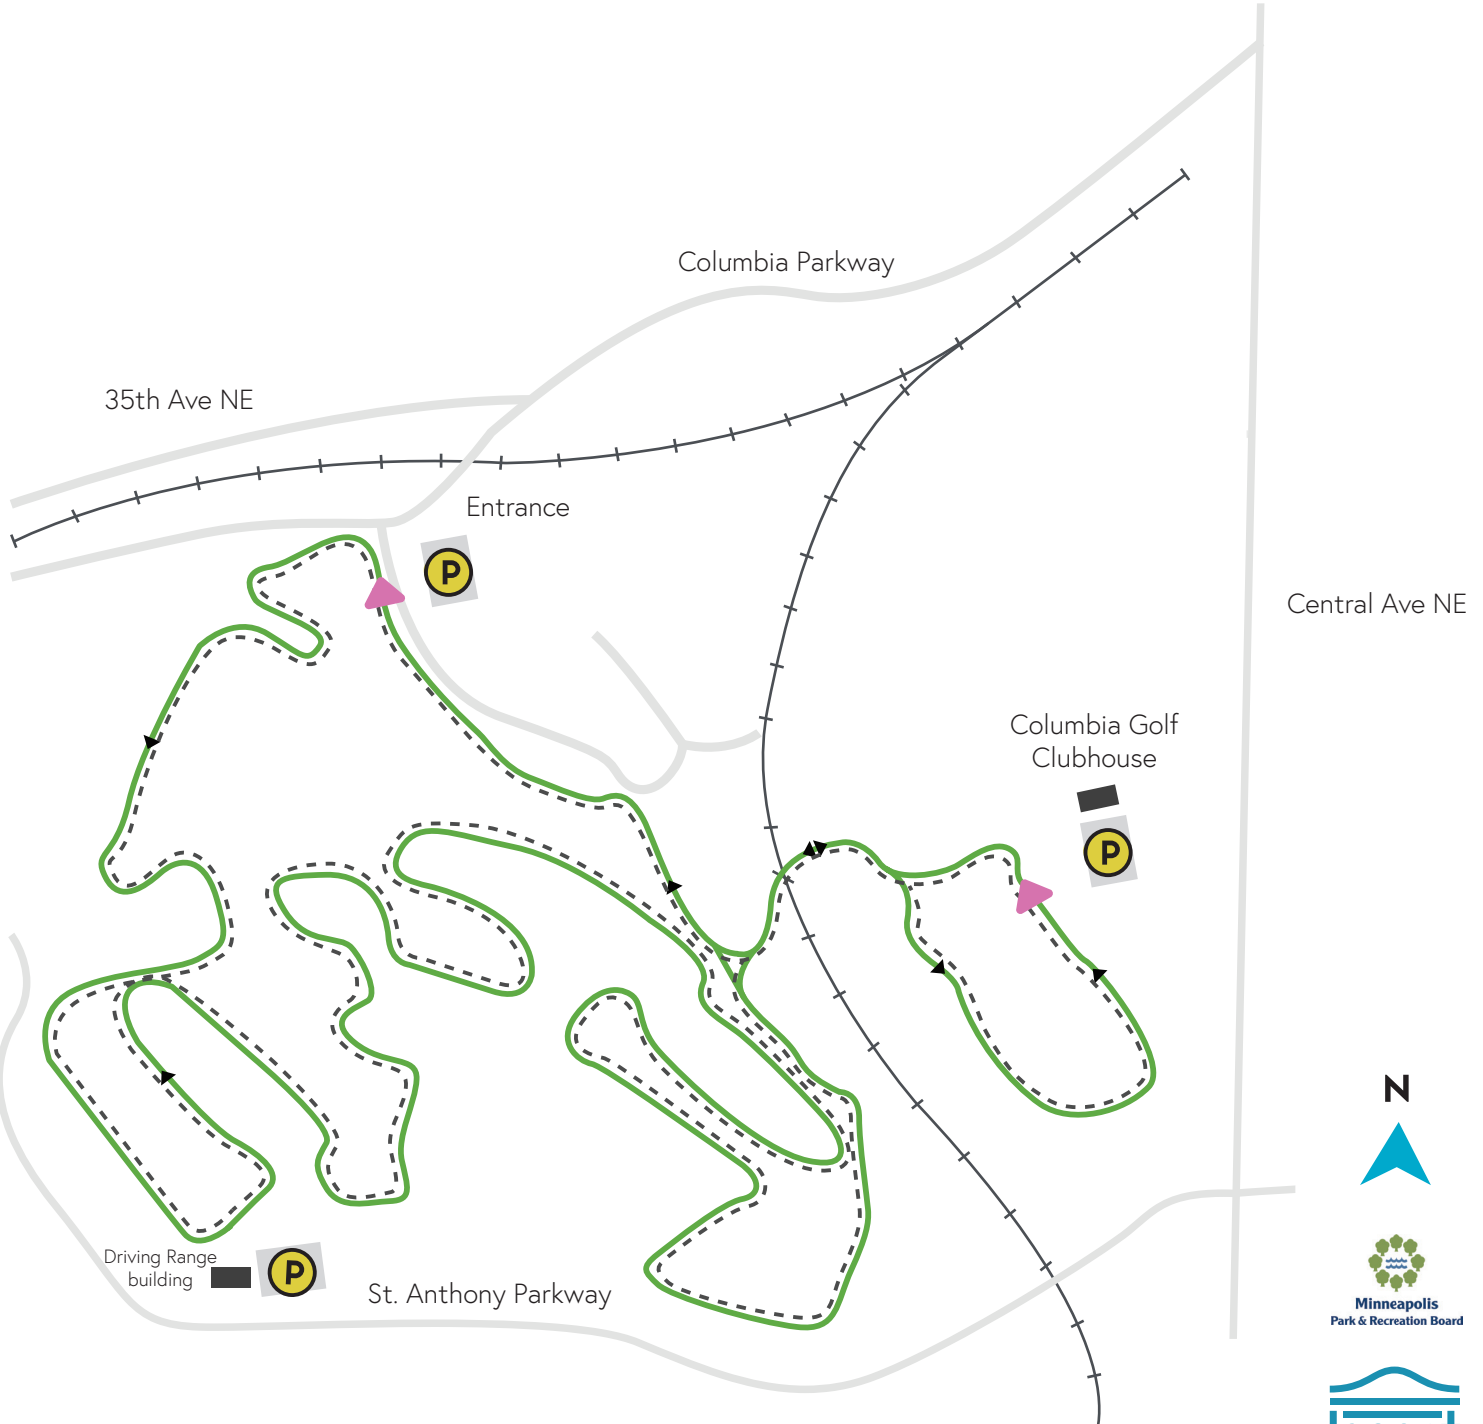 Columbia Parkway
35th Ave NE
Entrance
P
Central Ave NE
Columbia Golf
Clubhouse
P
N
Driving Range
building
P
St. Anthony Parkway
Minneapolis
Park & Recreation Board